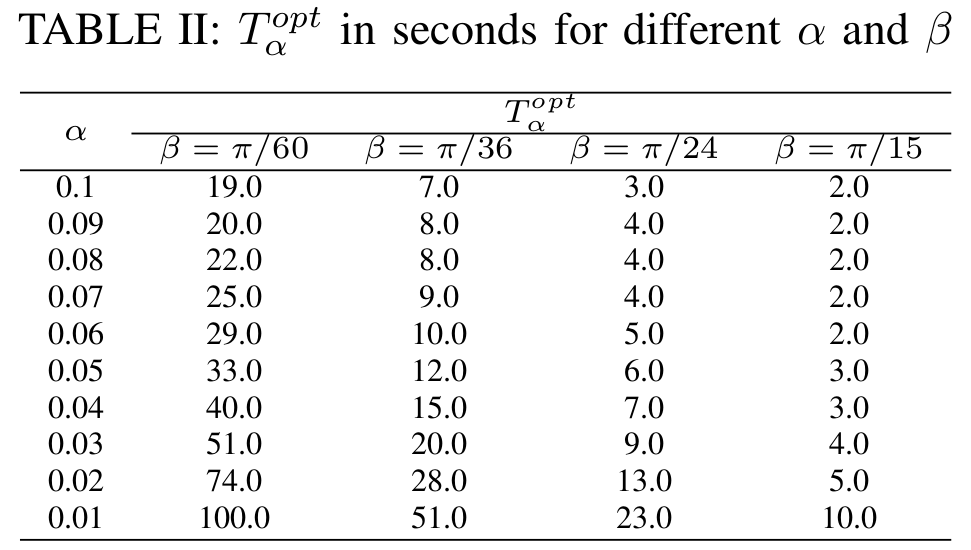 TABLE II: T_α^{opt} in seconds for different α and β
α T_α^{opt}
β = π/60 β = π/36 β = π/24 β = π/15
0.1 19.0 7.0 3.0 2.0
0.09 20.0 8.0 4.0 2.0
0.08 22.0 8.0 4.0 2.0
0.07 25.0 9.0 4.0 2.0
0.06 29.0 10.0 5.0 2.0
0.05 33.0 12.0 6.0 3.0
0.04 40.0 15.0 7.0 3.0
0.03 51.0 20.0 9.0 4.0
0.02 74.0 28.0 13.0 5.0
0.01 100.0 51.0 23.0 10.0